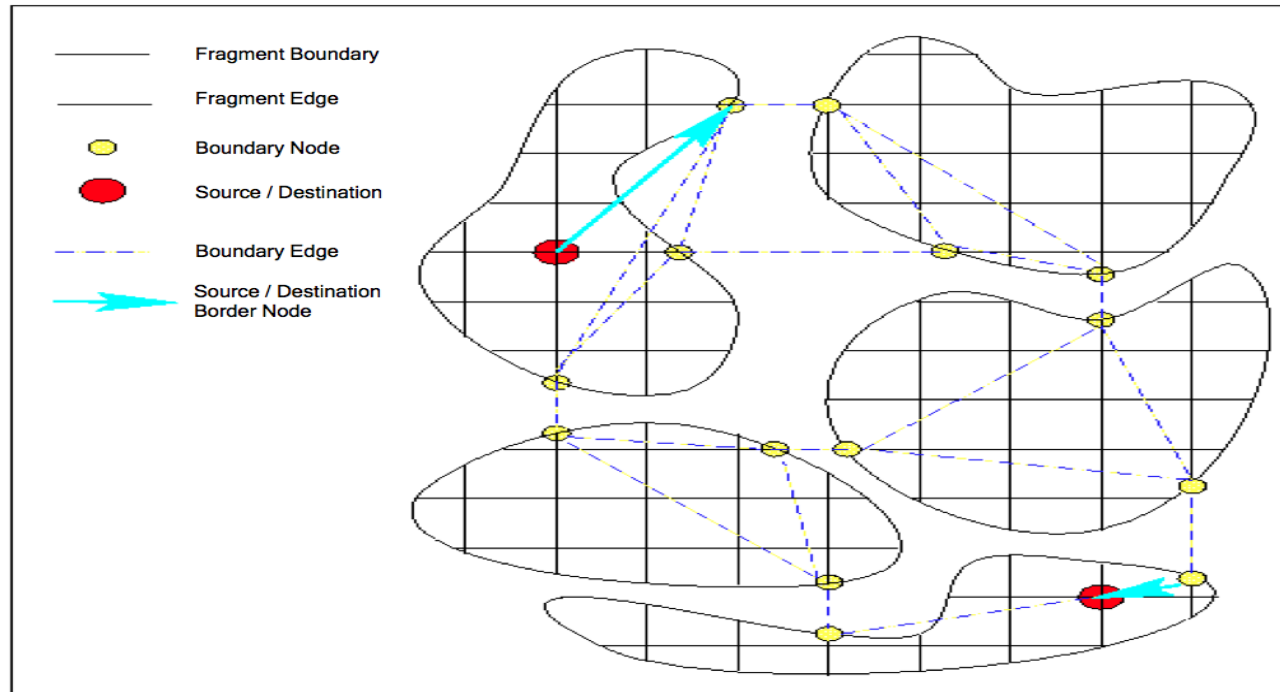 Fragment Boundary
Fragment Edge
Boundary Node
Source / Destination
Boundary Edge
Source / Destination
Border Node